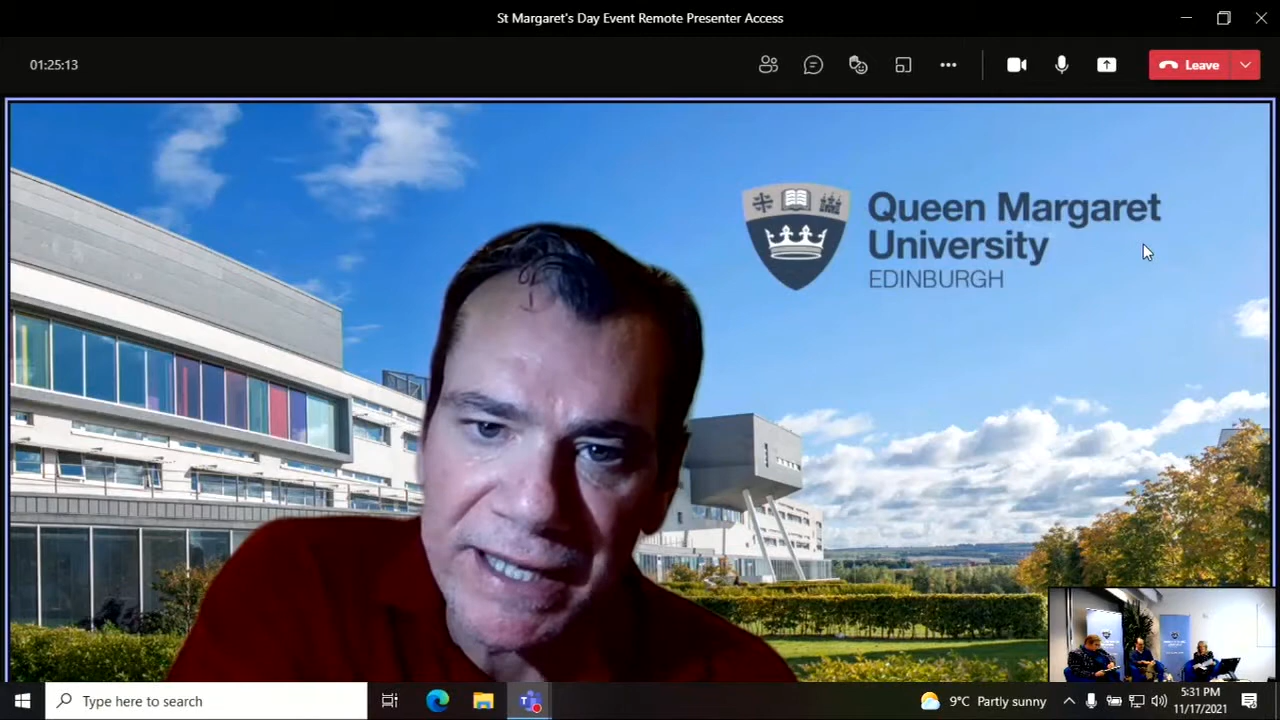 St Margaret's Day Event Remote Presenter Access
01:25:13
Leave
Queen Margaret
University
EDINBURGH
Type here to search
9°C Partly sunny
5:31 PM
11/17/2021